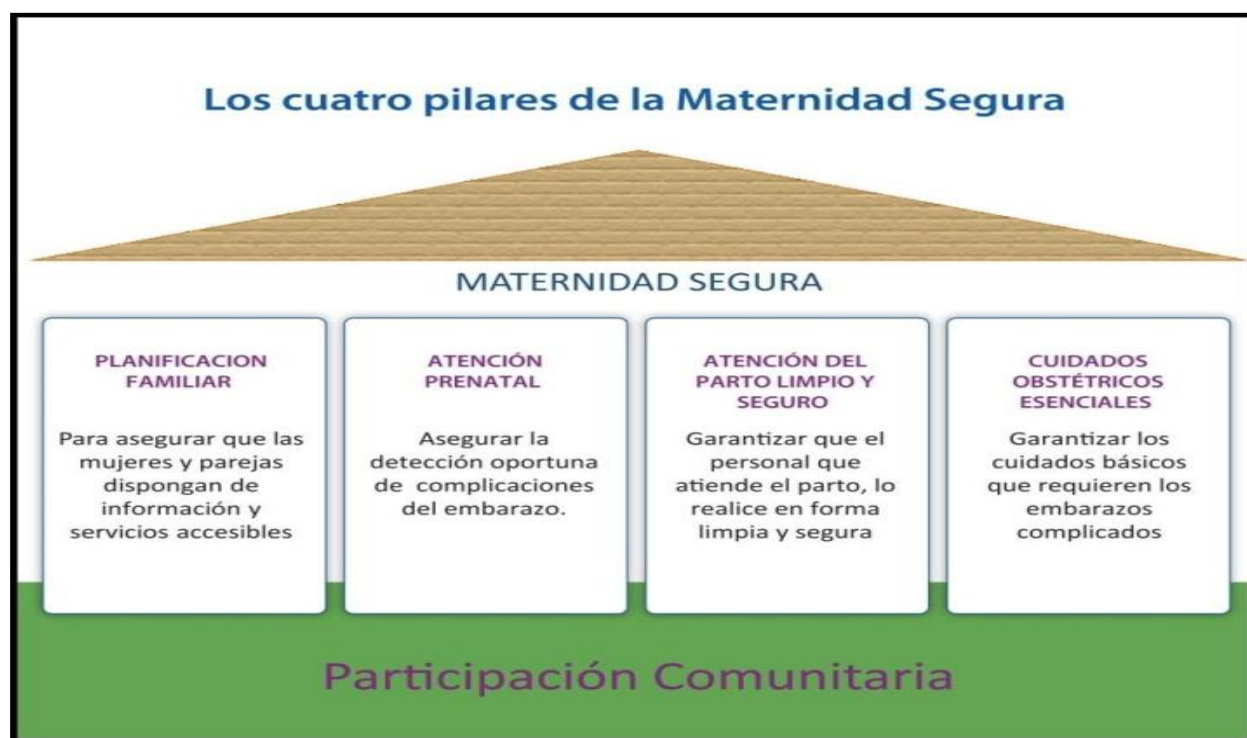 Los cuatro pilares de la Maternidad Segura
MATERNIDAD SEGURA
PLANIFICACION
FAMILIAR
Para asegurar que las
mujeres y parejas
dispongan de
información y
servicios accesibles
ATENCIÓN
PRENATAL
Asegurar la
detección oportuna
de complicaciones
del embarazo.
ATENCIÓN DEL
PARTO LIMPIO Y
SEGURO
Garantizar que el
personal que
atiende el parto, lo
realice en forma
limpia y segura
CUIDADOS
OBSTÉTRICOS
ESENCIALES
Garantizar los
cuidados básicos
que requieren los
embarazos
complicados
Participación Comunitaria